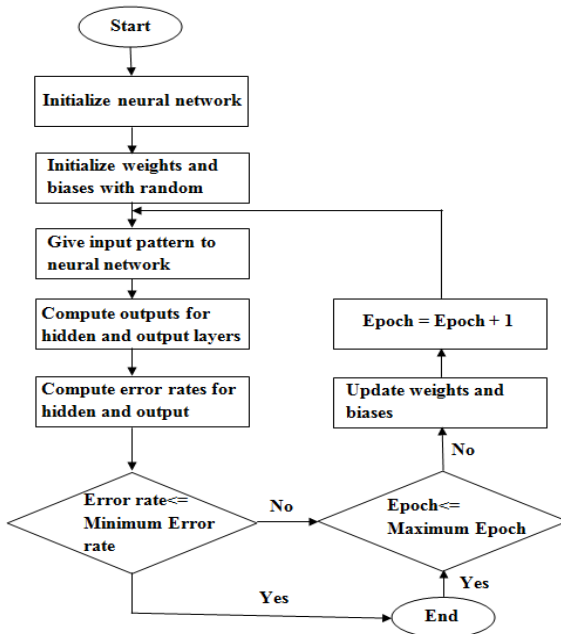 Start
Initialize neural network
Initialize weights and
biases with random
Give input pattern to
neural network
Compute outputs for
hidden and output layers
Compute error rates for
hidden and output
Error rate<=
Minimum Error
rate
No
Yes
Epoch<=
Maximum Epoch
No
Yes
Update weights and
biases
Epoch = Epoch + 1
End